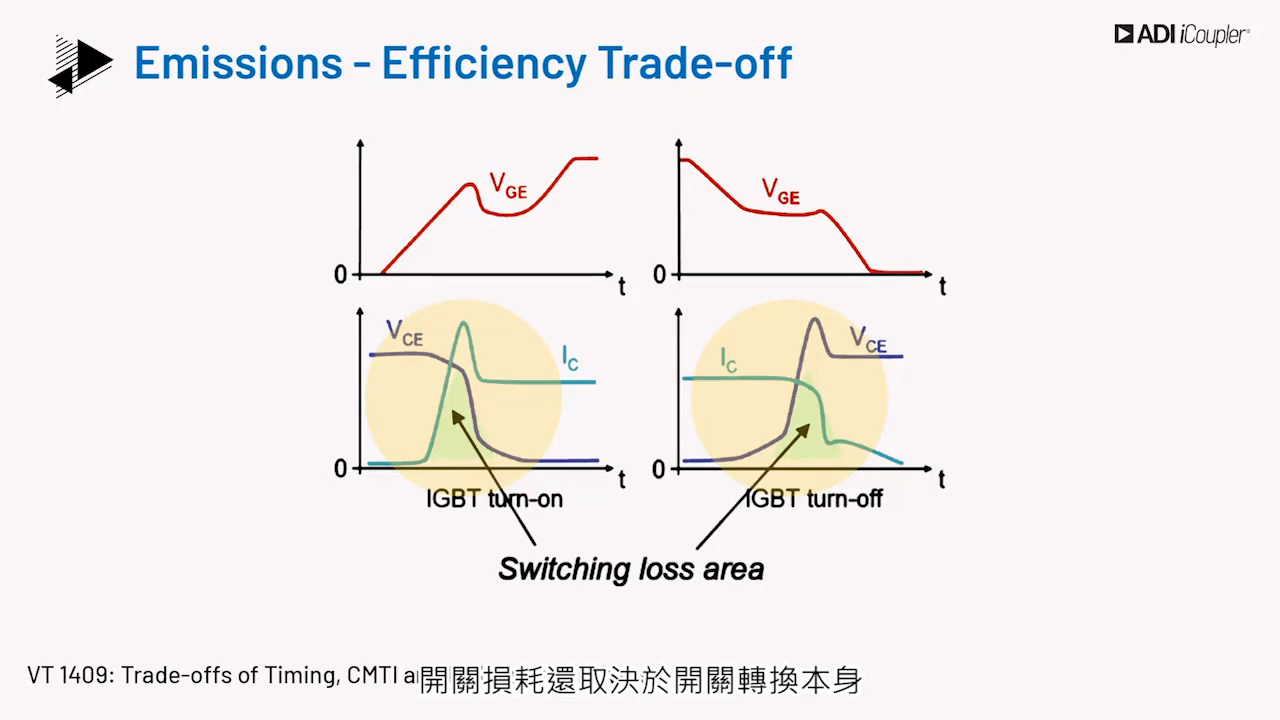 Emissions - Efficiency Trade-off
ADI iCoupler®
VGE
0
t
VGE
0
t
VCE
IC
0
t
IGBT turn-on
IC
VCE
0
t
IGBT turn-off
Switching loss area
VT 1409: Trade-offs of Timing, CMTI
開關損耗還取決於開關轉換本身